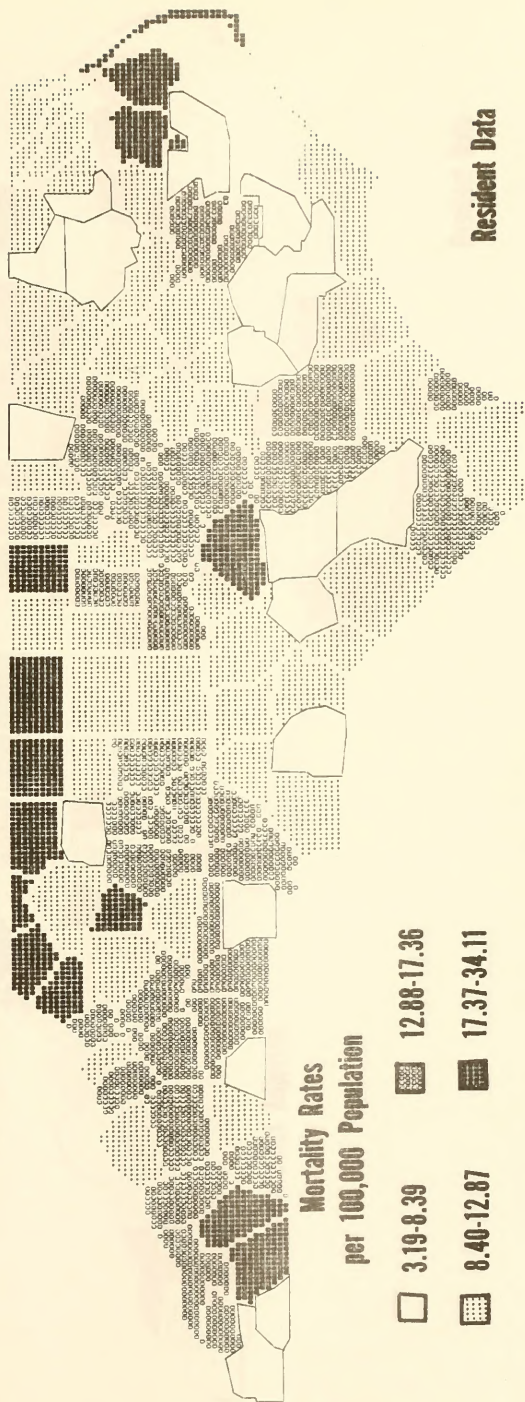 Mortality Rates
per 100,000 Population
3.19-8.39
12.88-17.36
8.40-12.87
17.37-34.11
Resident Data